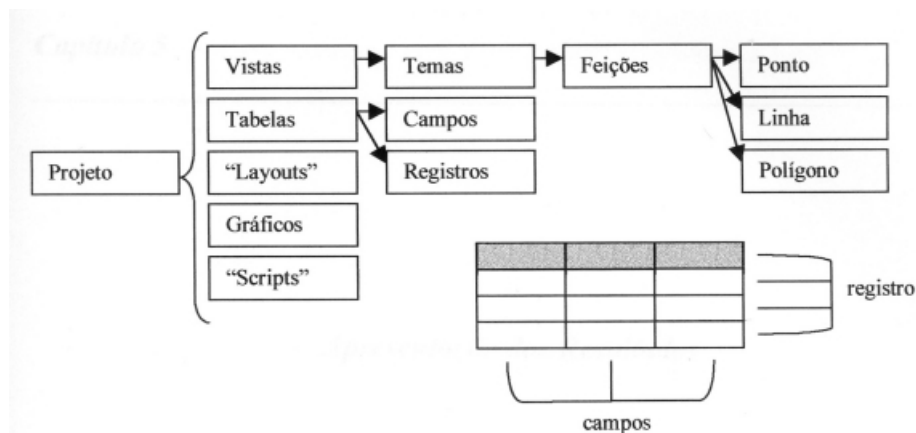 Vistas
Temas
Feições
Ponto
Tabelas
Campos
Linha
Projeto
“Layouts”
Registros
Polígono
Gráficos
“Scripts”
registro
campos